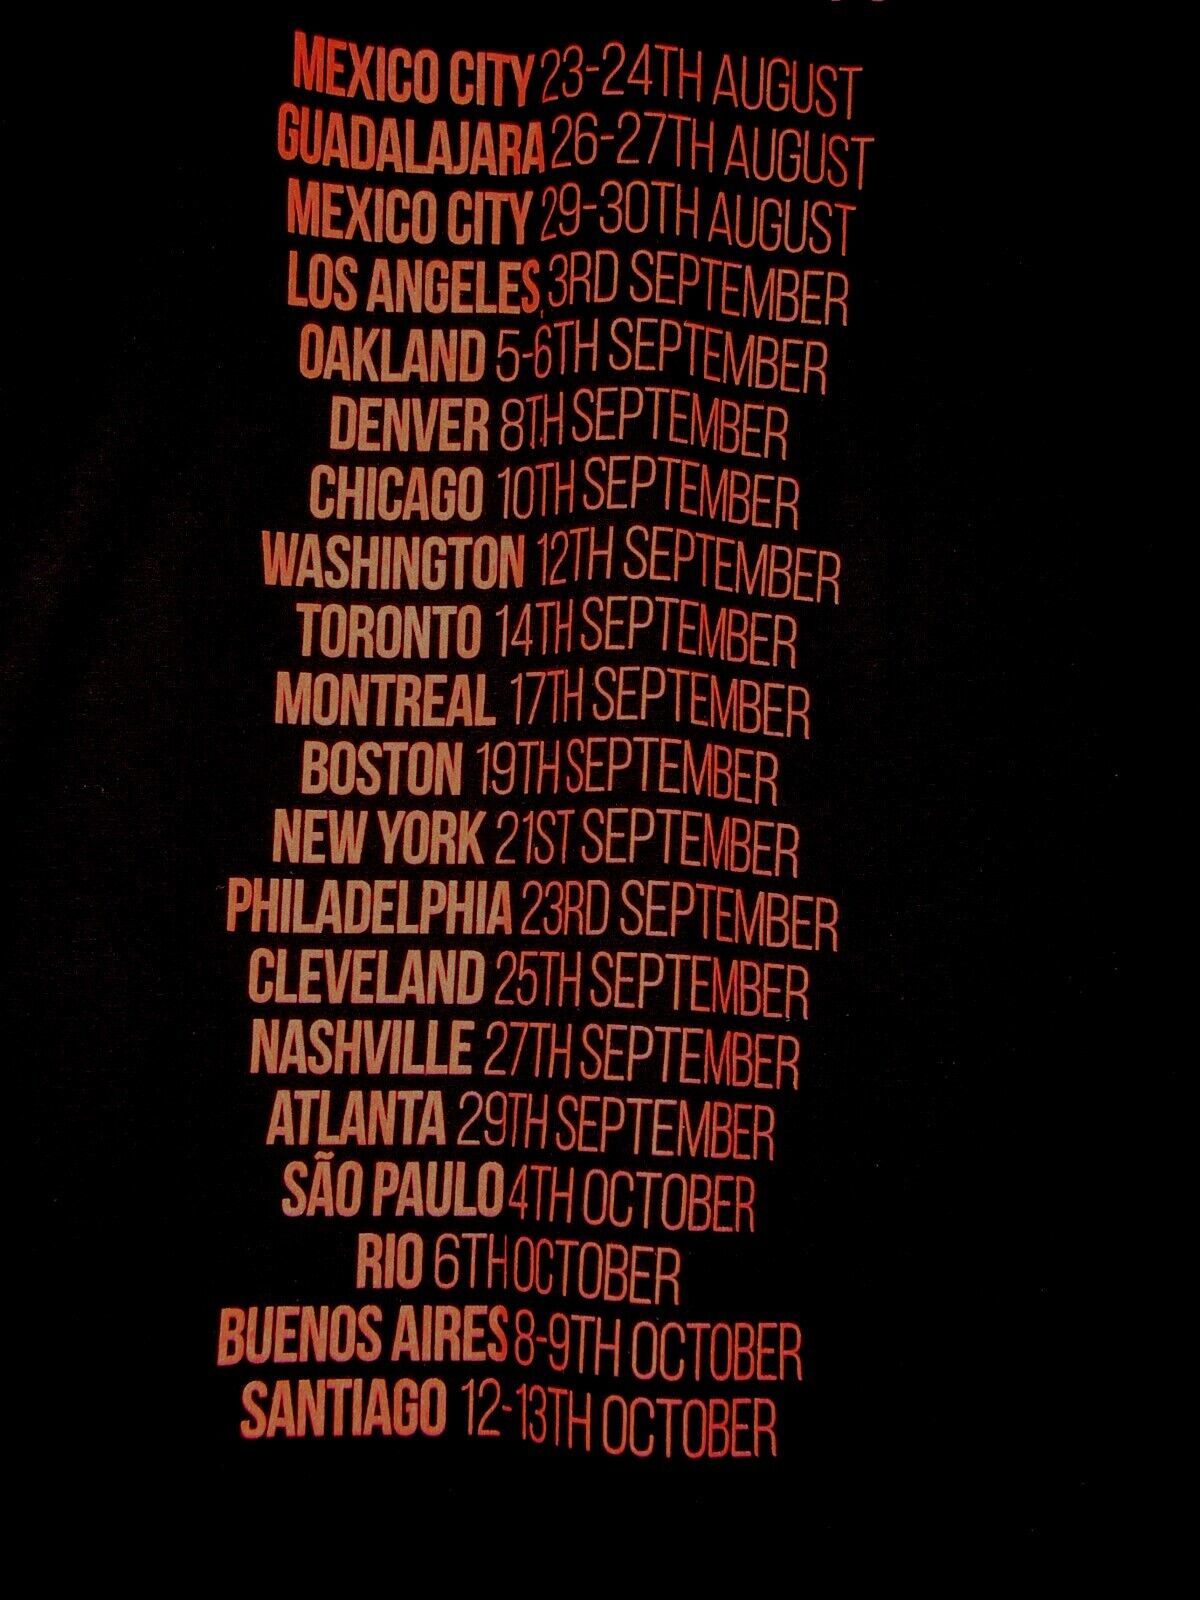 MEXICO CITY 23-24TH AUGUST
GUADALAJARA 26-27TH AUGUST
MEXICO CITY 29-30TH AUGUST
LOS ANGELES 3RD SEPTEMBER
OAKLAND 5-6TH SEPTEMBER
DENVER 8TH SEPTEMBER
CHICAGO 10TH SEPTEMBER
WASHINGTON 12TH SEPTEMBER
TORONTO 14TH SEPTEMBER
MONTREAL 17TH SEPTEMBER
BOSTON 19TH SEPTEMBER
NEW YORK 21ST SEPTEMBER
PHILADELPHIA 23RD SEPTEMBER
CLEVELAND 25TH SEPTEMBER
NASHVILLE 27TH SEPTEMBER
ATLANTA 29TH SEPTEMBER
SÃO PAULO 4TH OCTOBER
RIO 6TH OCTOBER
BUENOS AIRES 8-9TH OCTOBER
SANTIAGO 12-13TH OCTOBER